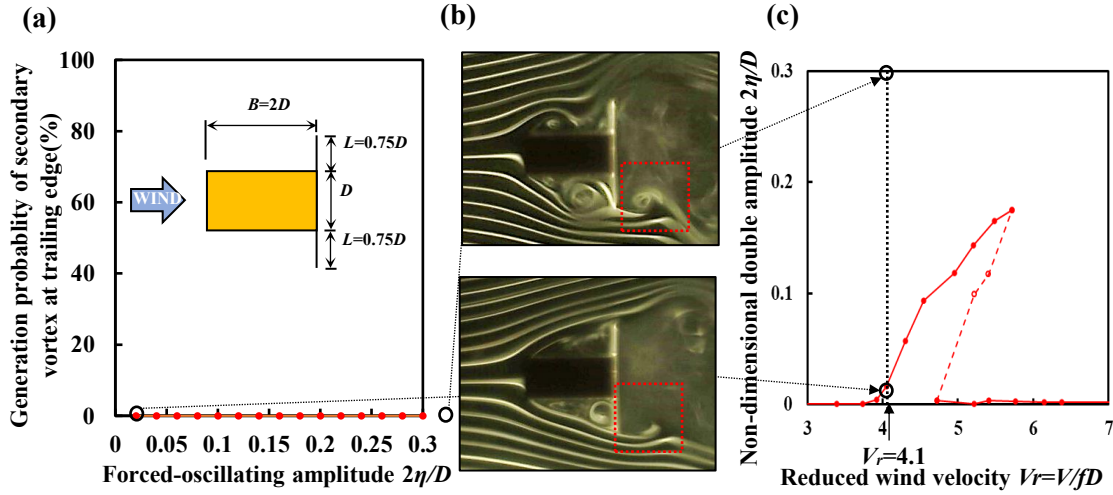 (a)
Generation probablity of secondary
vortex at trailing edge(%)
100
80
60
40
20
0
0
0.05
0.1
0.15
0.2
0.25
0.3
Forced-oscillating amplitude 2η/D
B=2D
L=0.75D
D
L=0.75D
WIND
(b)
(c)
Non-dimensional double amplitude 2η/D
0.3
0.2
0.1
0
3
4
5
6
7
Vr=4.1
Reduced wind velocity Vr=V/fD